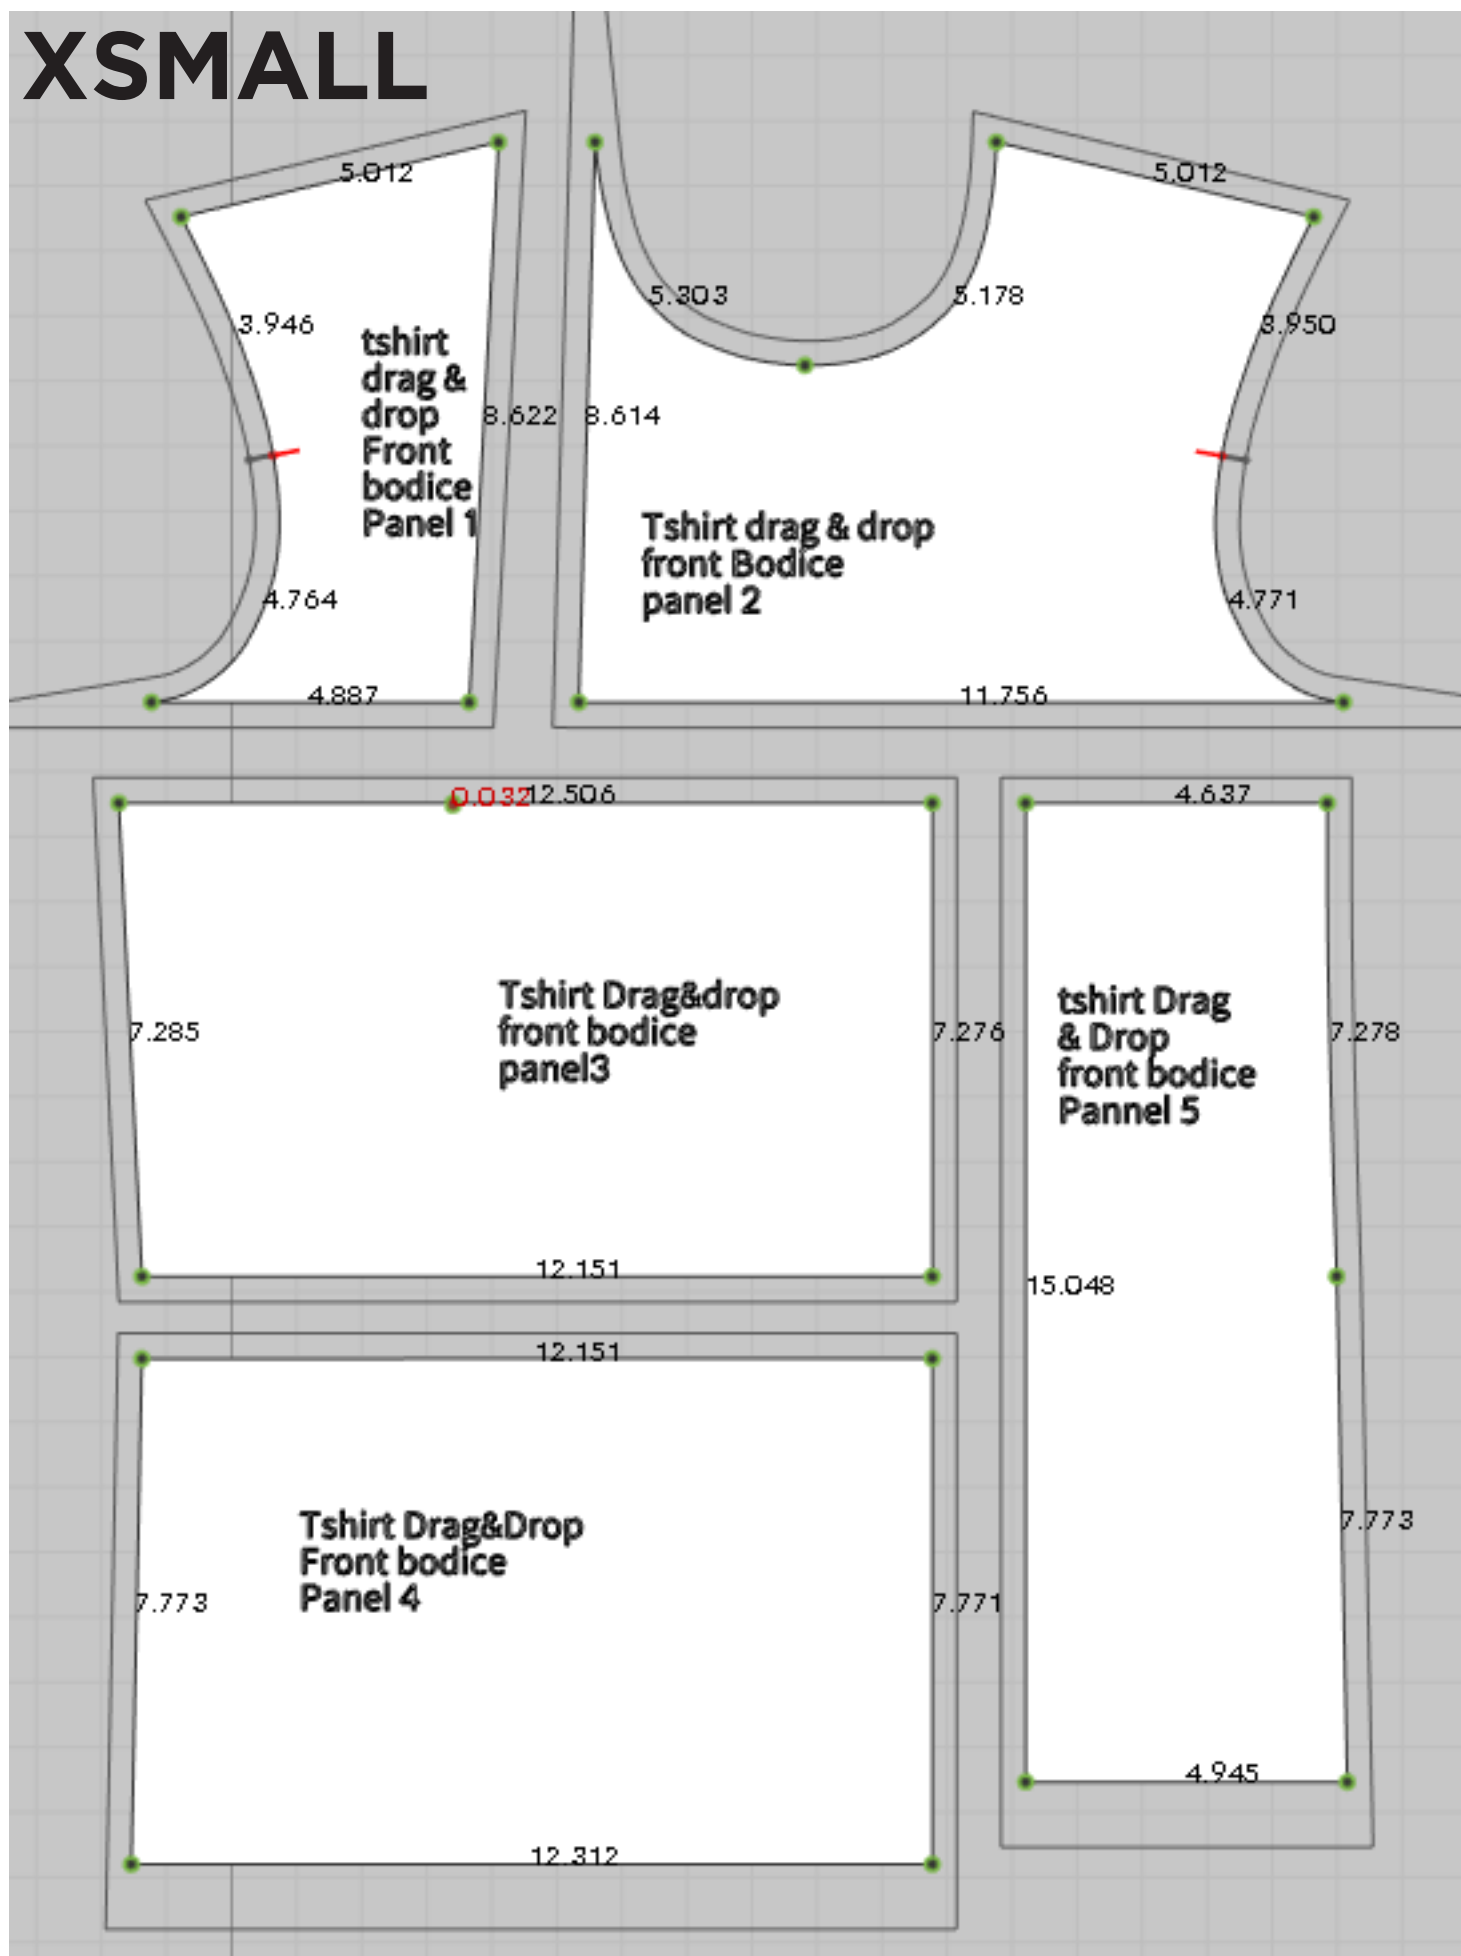 XSMALL
5.012
5.012
5.303
5.178
3.946
3.950
tshirt
drag &
drop
Front
bodice
Panel 1
8.622
8.614
Tshirt drag & drop
front Bodice
panel 2
4.764
4.771
4.887
11.756
0.032
12.506
4.637
Tshirt Drag&drop
front bodice
panel3
7.285
7.276
tshirt Drag
& Drop
front bodice
Pannel 5
7.278
12.151
15.048
12.151
Tshirt Drag&Drop
Front bodice
Panel 4
7.773
7.773
7.771
4.945
12.312